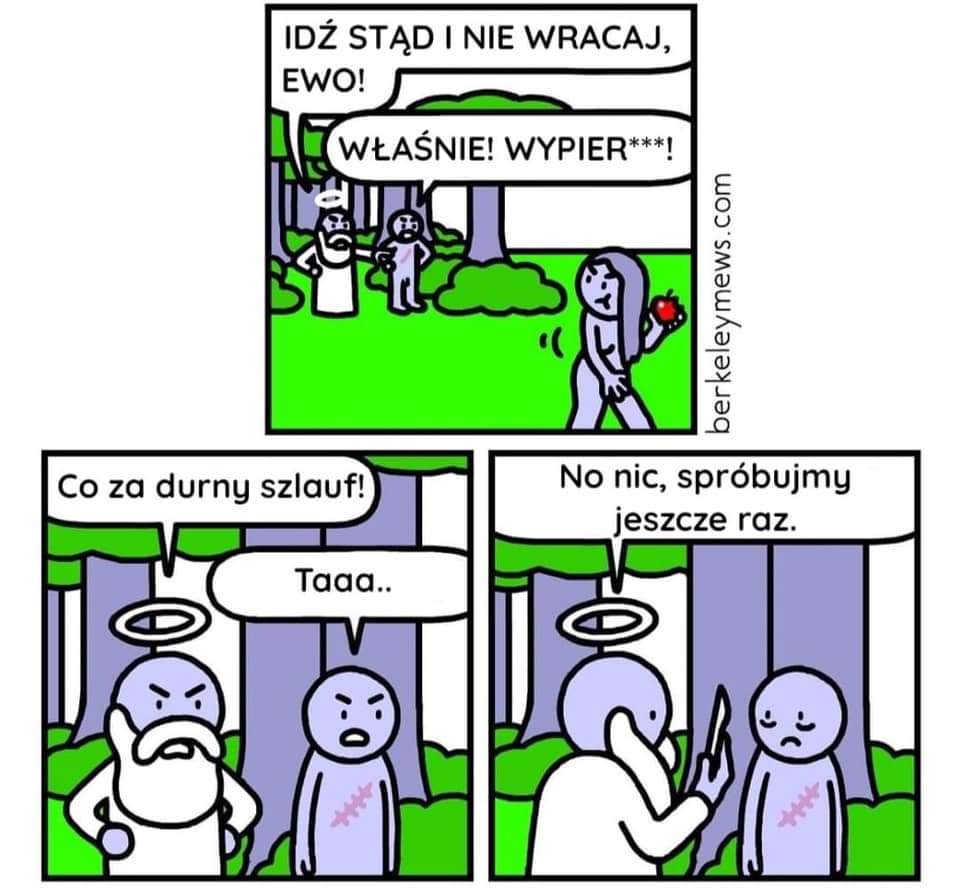 IDŹ STĄD I NIE WRACAJ,
EWO!
WŁAŚNIE! WYPIER***!
berkeleymews.com
Co za durny szlauf!
Taaa..
No nic, spróbujmy
jeszcze raz.